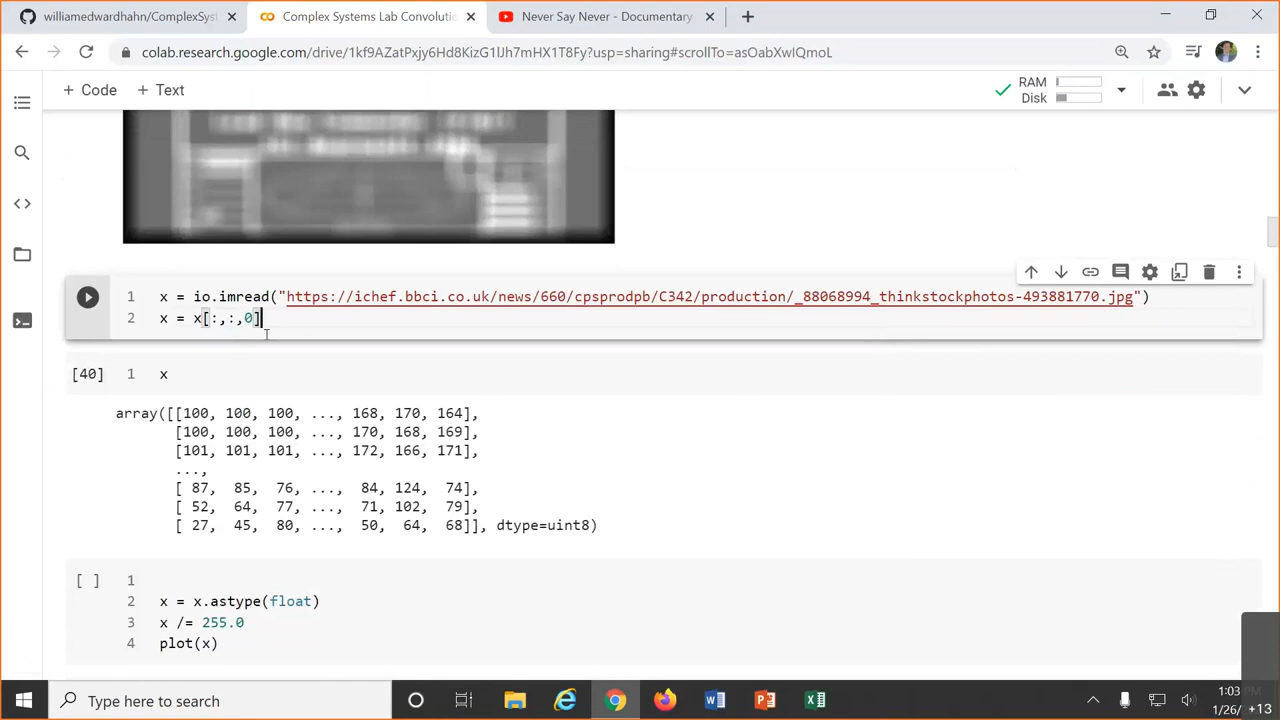 williamedwardhahn/ComplexSyst
Complex Systems Lab Convolutio
Never Say Never - Documentary
colab.research.google.com/drive/1kf9AZatPxjy6Hd8KizG1lJh7mHX1T8Fy?usp=sharing#scrollTo=asOabXwIQmoL
+ Code + Text
RAM
Disk
1 x = io.imread("https://ichef.bbci.co.uk/news/660/cpsprodpb/C342/production/_88068994_thinkstockphotos-493881770.jpg")
2 x = x[:,:,0]
[40] 1 x
array([[100, 100, 100, ..., 168, 170, 164],
[100, 100, 100, ..., 170, 168, 169],
[101, 101, 101, ..., 172, 166, 171],
...,
[ 87, 85, 76, ..., 84, 124, 74],
[ 52, 64, 77, ..., 71, 102, 79],
[ 27, 45, 80, ..., 50, 64, 68]], dtype=uint8)
[ ] 1
2 x = x.astype(float)
3 x /= 255.0
4 plot(x)
Type here to search
1:03 PM
1/26/ +13